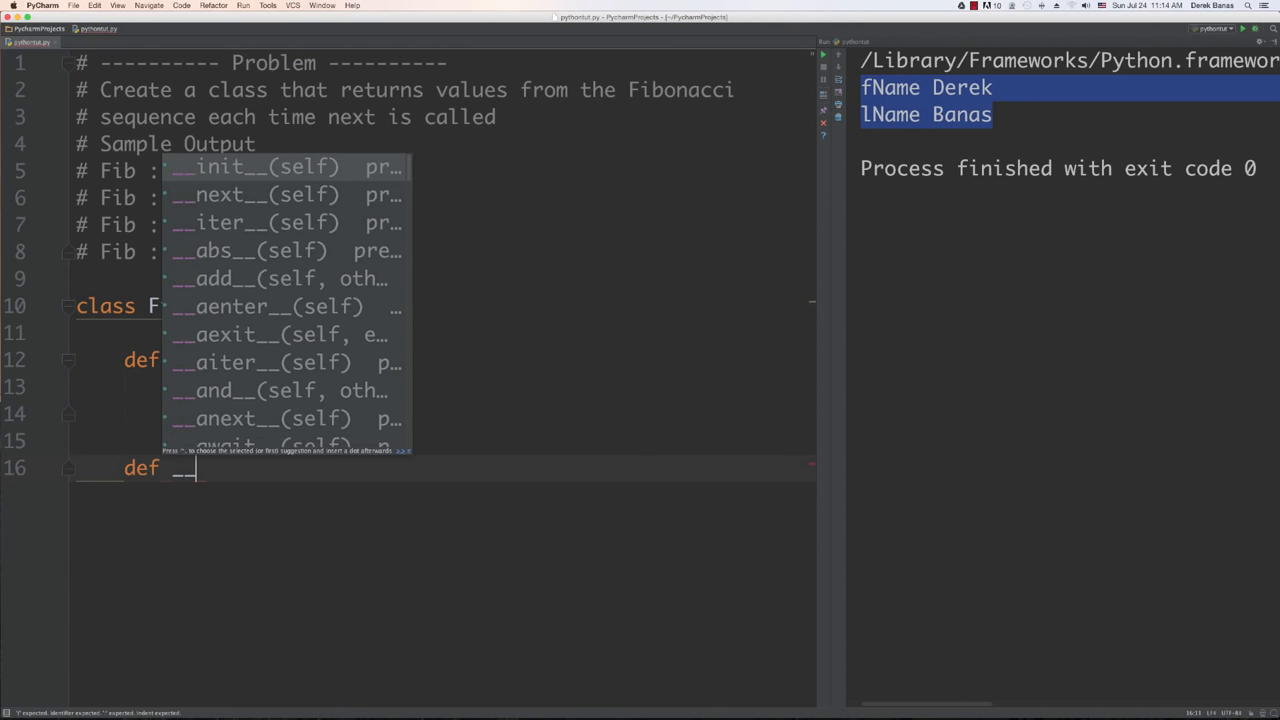 PyCharm File Edit View Navigate Code Refactor Run Tools VCS Window Help
10 Sun Jul 24 11:14 AM Derek Banas
pythontut.py - PycharmProjects - [~/PycharmProjects]
PycharmProjects pythontut.py
pythontut
pythontut.py
Run: pythontut
1 # ---------- Problem ----------
2 # Create a class that returns values from the Fibonacci
3 # sequence each time next is called
4 # Sample Output
5 # Fib :
6 # Fib :
7 # Fib :
8 # Fib :
9
10 class F
11
12 def
13
14
15
16 def __
__init__(self) pr...
__next__(self) pr...
__iter__(self) pr...
__abs__(self) pre...
__add__(self, oth...
__aenter__(self) ...
__aexit__(self, e...
__aiter__(self) p...
__and__(self, oth...
__anext__(self) p...
__await__(self) p
Press ^. to choose the selected (or first) suggestion and insert a dot afterwards >>
/Library/Frameworks/Python.framewor
fName Derek
lName Banas
Process finished with exit code 0
'(' expected. Identifier expected. ':' expected. Indent expected.
16:11 LF÷ UTF-8÷